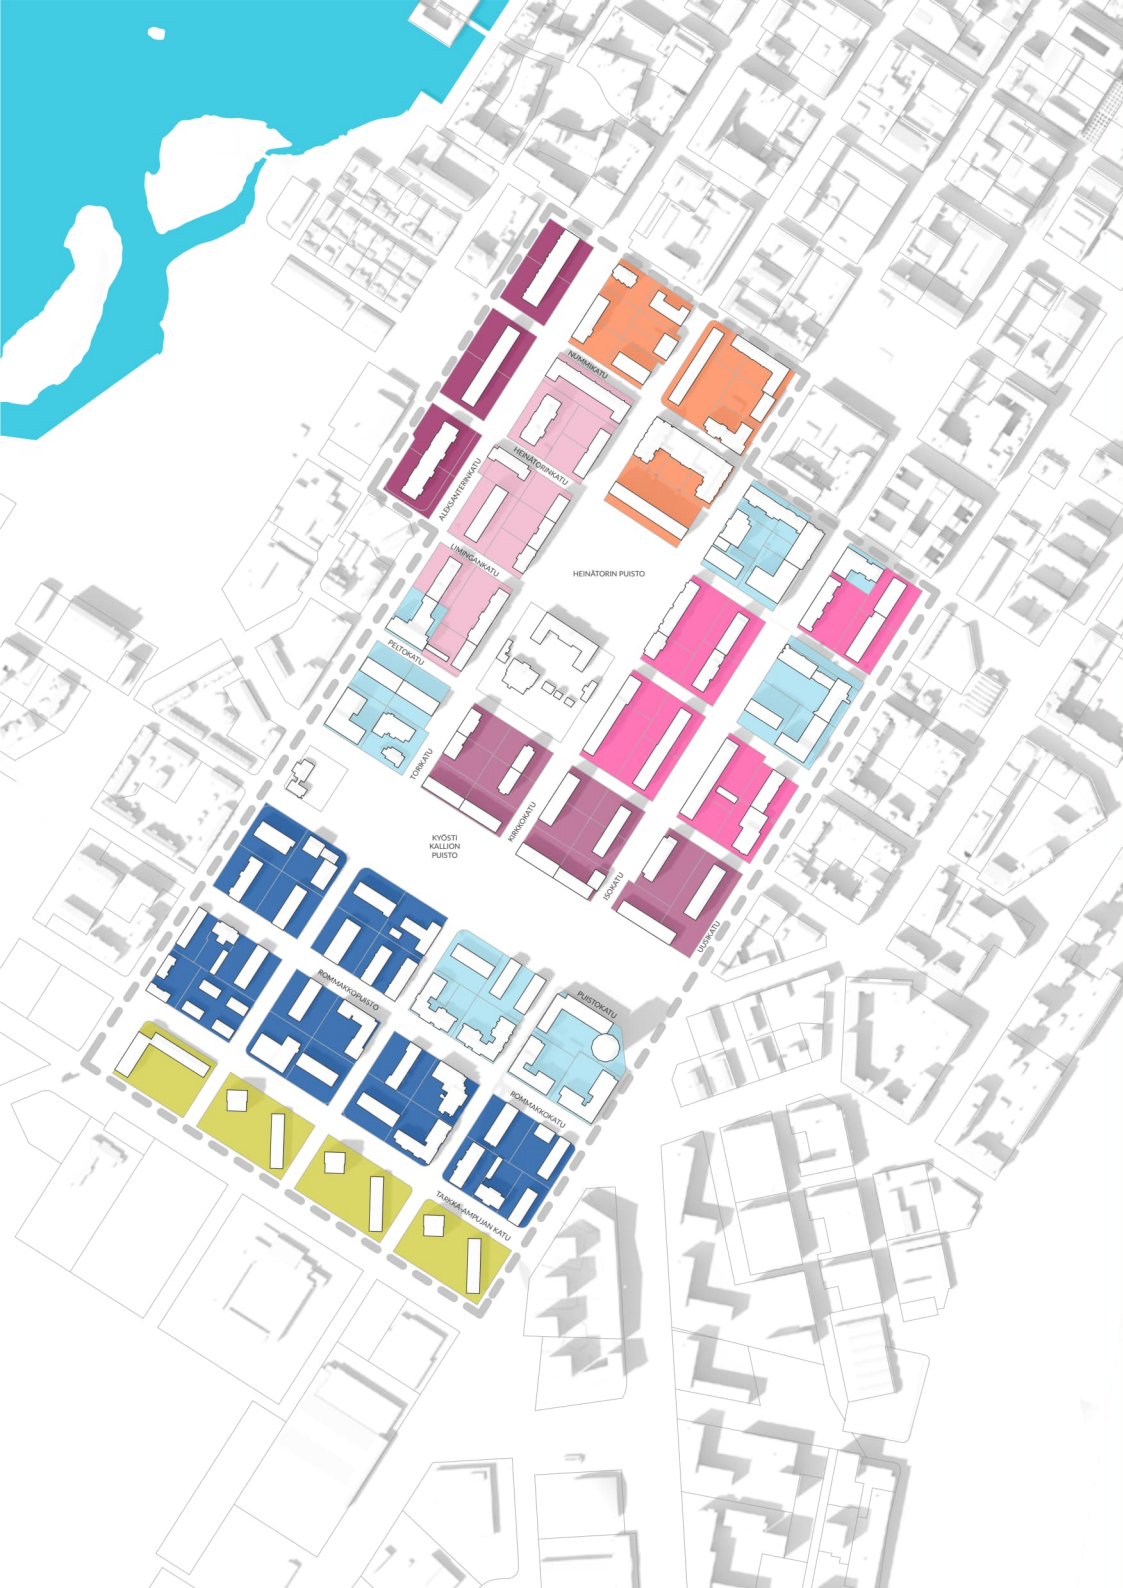 NUMMIKATU
HEINÄTORINKATU
ALEKSANTERINKATU
LIMINGANKATU
HEINÄTORIN PUISTO
PELTOKATU
TORIKATU
KIRKKOKATU
KYÖSTI
KALLION
PUISTO
ISOKATU
UUSIKATU
ROMMAKKOPUISTO
PUISTOKATU
ROMMAKKOKATU
TARKK'AMPUJAN KATU